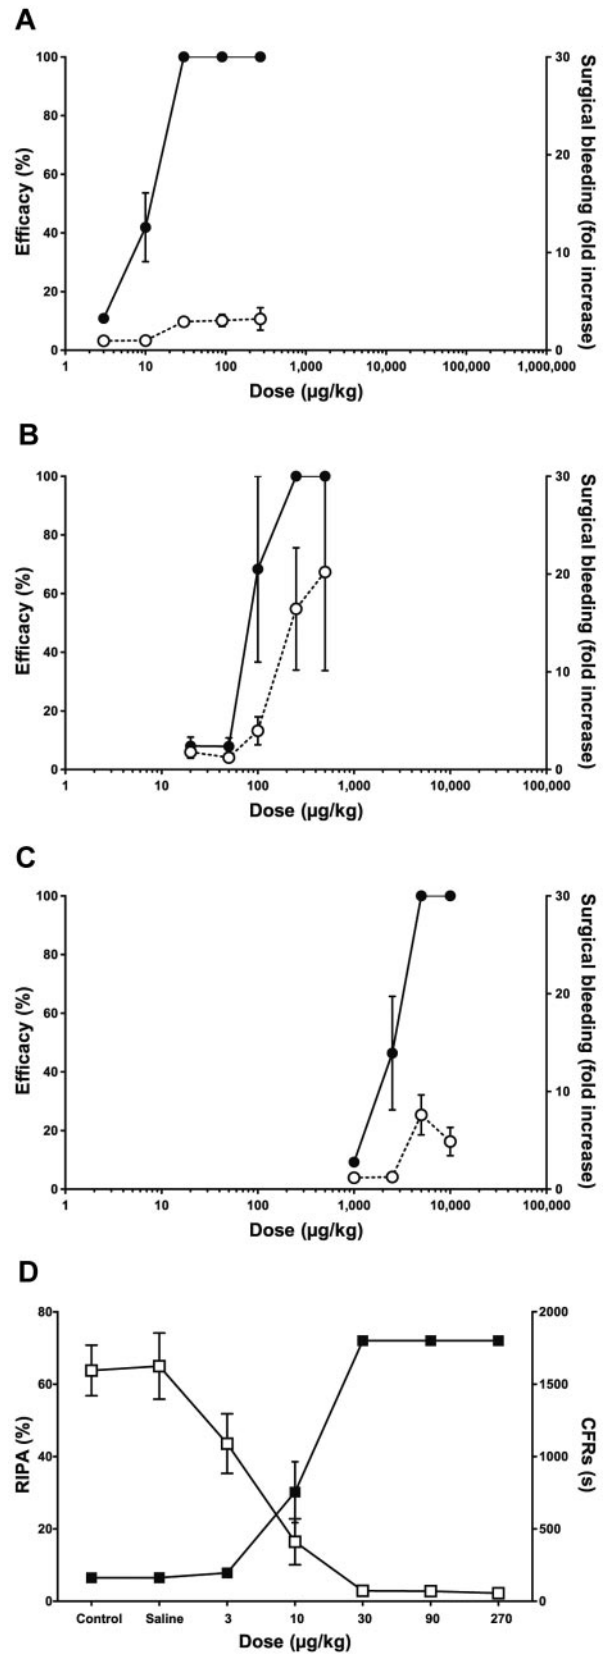 A
100
80
60
40
20
0
Efficacy (%)
30
20
10
0
Surgical bleeding (fold increase)
1 10 100 1,000 10,000 100,000 1,000,000
Dose (µg/kg)
B
100
80
60
40
20
0
Efficacy (%)
30
20
10
0
Surgical bleeding (fold increase)
1 10 100 1,000 10,000 100,000
Dose (µg/kg)
C
100
80
60
40
20
0
Efficacy (%)
30
20
10
0
Surgical bleeding (fold increase)
1 10 100 1,000 10,000 100,000
Dose (µg/kg)
D
80
60
40
20
0
RIPA (%)
2000
1500
1000
500
0
CFRs (s)
Control Saline 3 10 30 90 270
Dose (µg/kg)